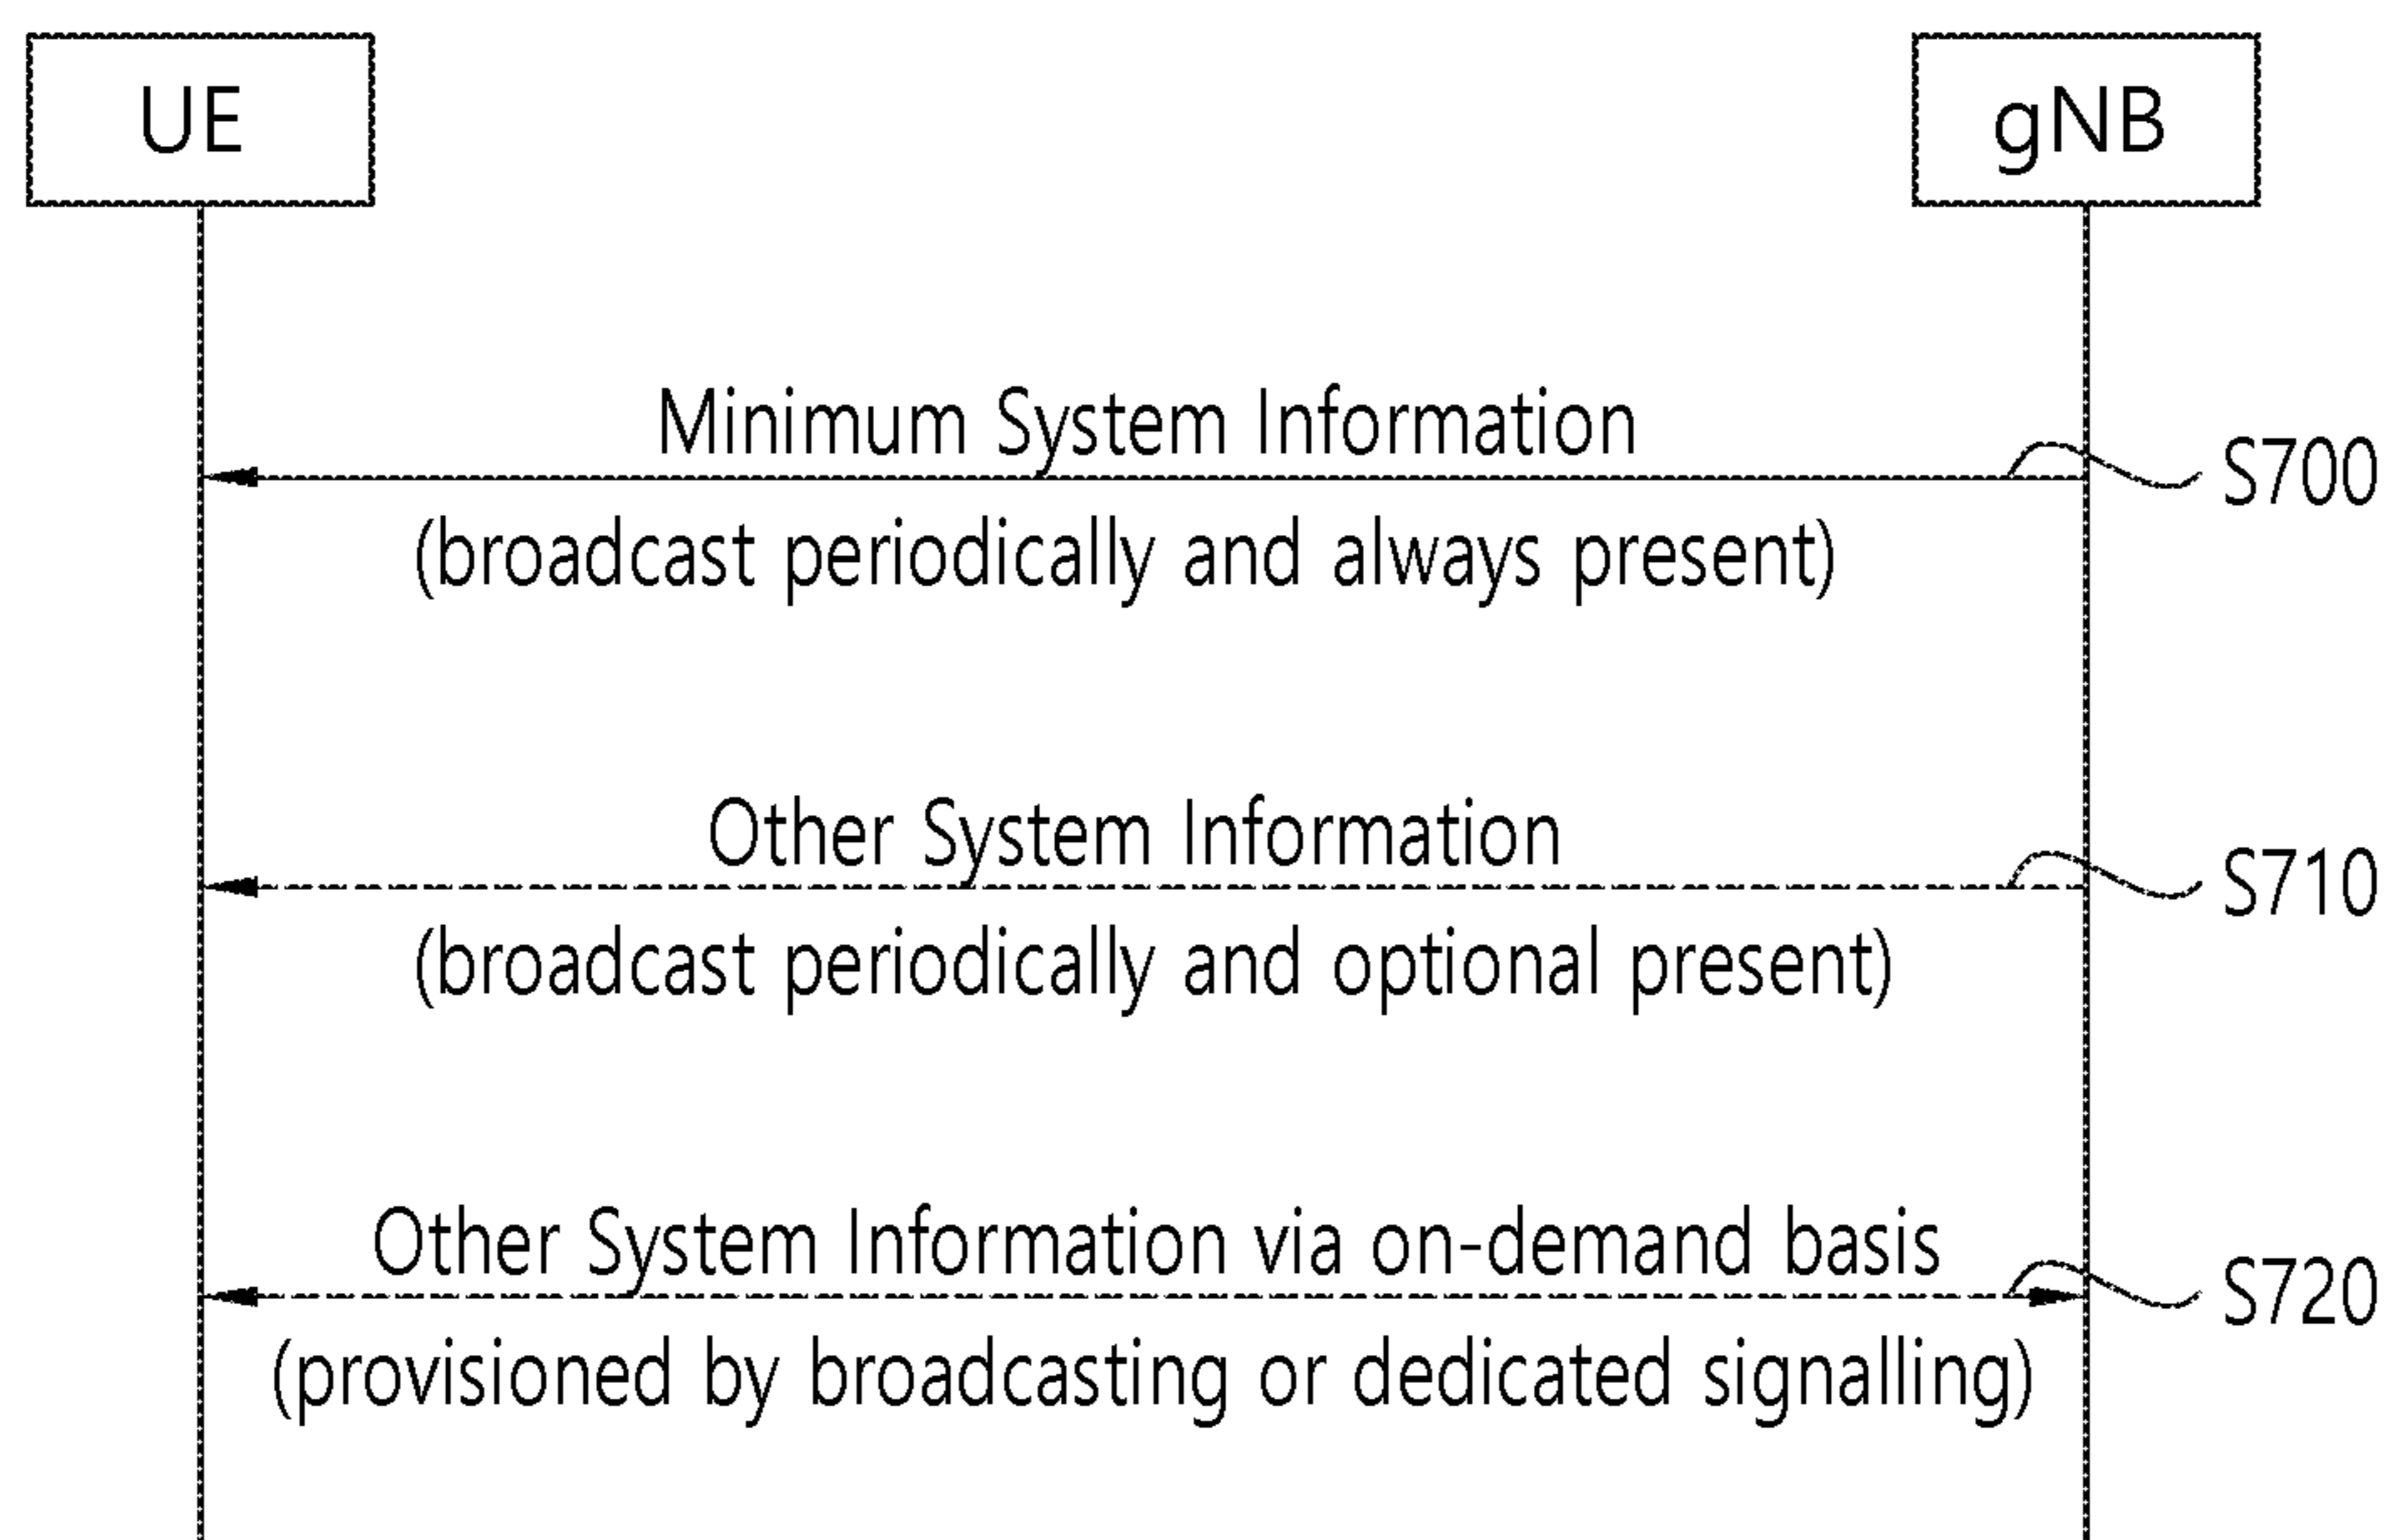 UE
gNB
Minimum System Information
S700
(broadcast periodically and always present)
Other System Information
S710
(broadcast periodically and optional present)
Other System Information via on-demand basis
S720
(provisioned by broadcasting or dedicated signalling)